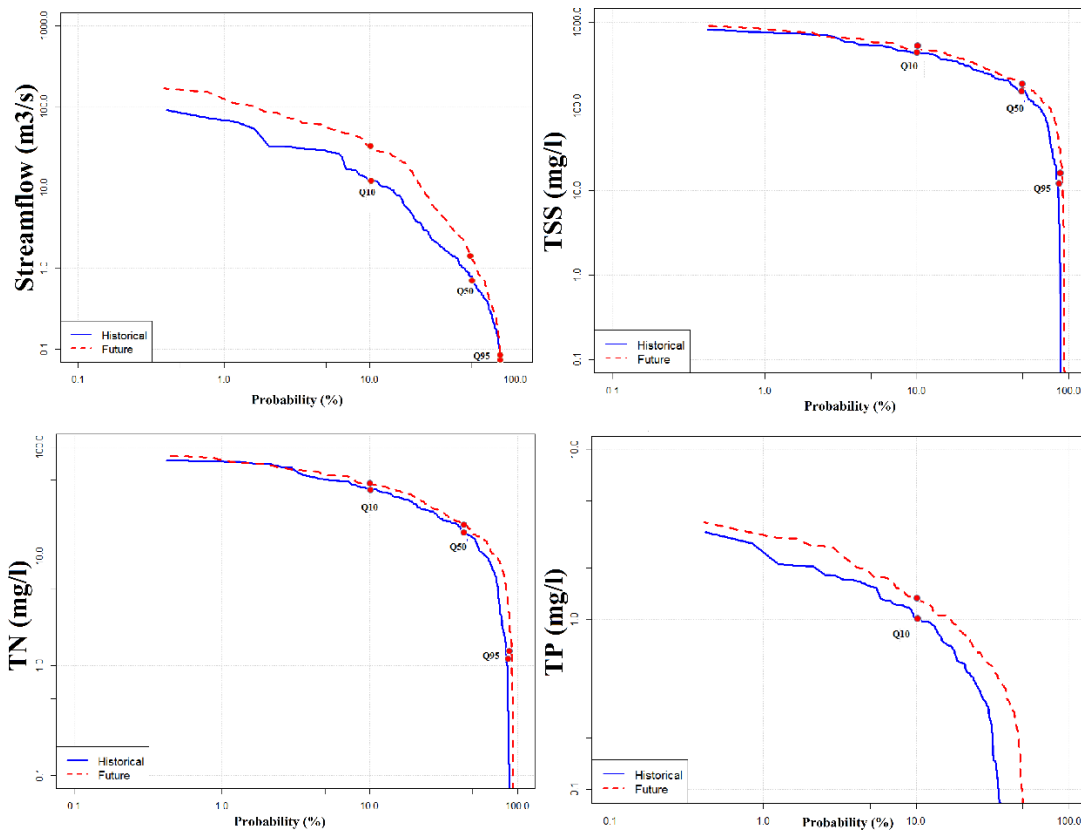 Streamflow (m3/s)
1000.0
100.0
10.0
1.0
0.1
Q10
Q50
Q95
Historical
Future
0.1 1.0 10.0 100.0
Probability (%)
TSS (mg/l)
1000.0
100.0
10.0
1.0
0.1
Q10
Q50
Q95
Historical
Future
0.1 1.0 10.0 100.0
Probability (%)
TN (mg/l)
100.0
10.0
1.0
0.1
Q10
Q50
Q95
Historical
Future
0.1 1.0 10.0 100.0
Probability (%)
TP (mg/l)
10.0
1.0
0.1
Q10
Historical
Future
0.1 1.0 10.0 100.0
Probability (%)